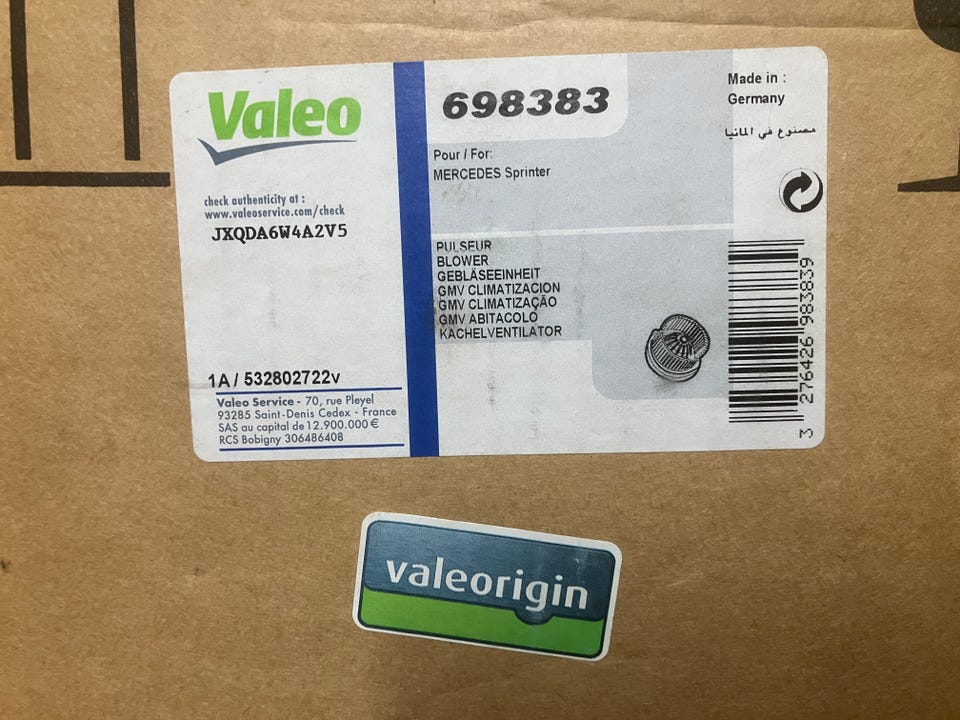 Valeo
check authenticity at :
www.valeoservice.com/check
JXQDA6W4A2V5
1A / 532802722v
Valeo Service - 70, rue Pleyel
93285 Saint-Denis Cedex - France
SAS au capital de 12.900.000 €
RCS Bobigny 306486408
698383
Pour / For:
MERCEDES Sprinter
PULSEUR
BLOWER
GEBLÄSEEINHEIT
GMV CLIMATIZACION
GMV CLIMATIZAÇÃO
GMV ABITACOLO
KACHELVENTILATOR
Made in :
Germany
مصنوع في المانيا
3 276426 983839
valeorigin